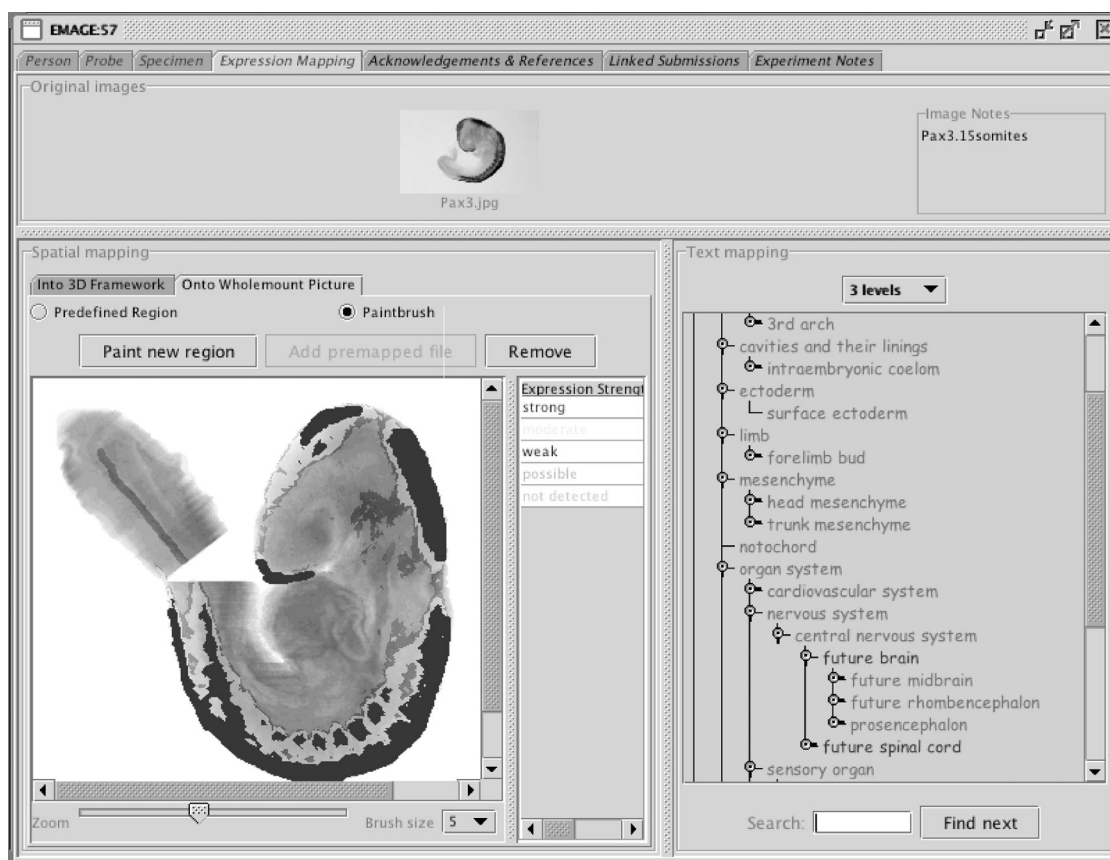 EMAGE:57
Person Probe Specimen Expression Mapping Acknowledgements & References Linked Submissions Experiment Notes
Original images
Image Notes
Pax3.15somites
Pax3.jpg
Spatial mapping
Into 3D Framework Onto Wholemount Picture
Predefined Region Paintbrush
Paint new region Add premapped file Remove
Expression Strengt
strong
moderate
weak
possible
not detected
Zoom Brush size 5
Text mapping
3 levels
3rd arch
cavities and their linings
intraembryonic coelom
ectoderm
surface ectoderm
limb
forelimb bud
mesenchyme
head mesenchyme
trunk mesenchyme
notochord
organ system
cardiovascular system
nervous system
central nervous system
future brain
future midbrain
future rhombencephalon
prosencephalon
future spinal cord
sensory organ
Search: Find next